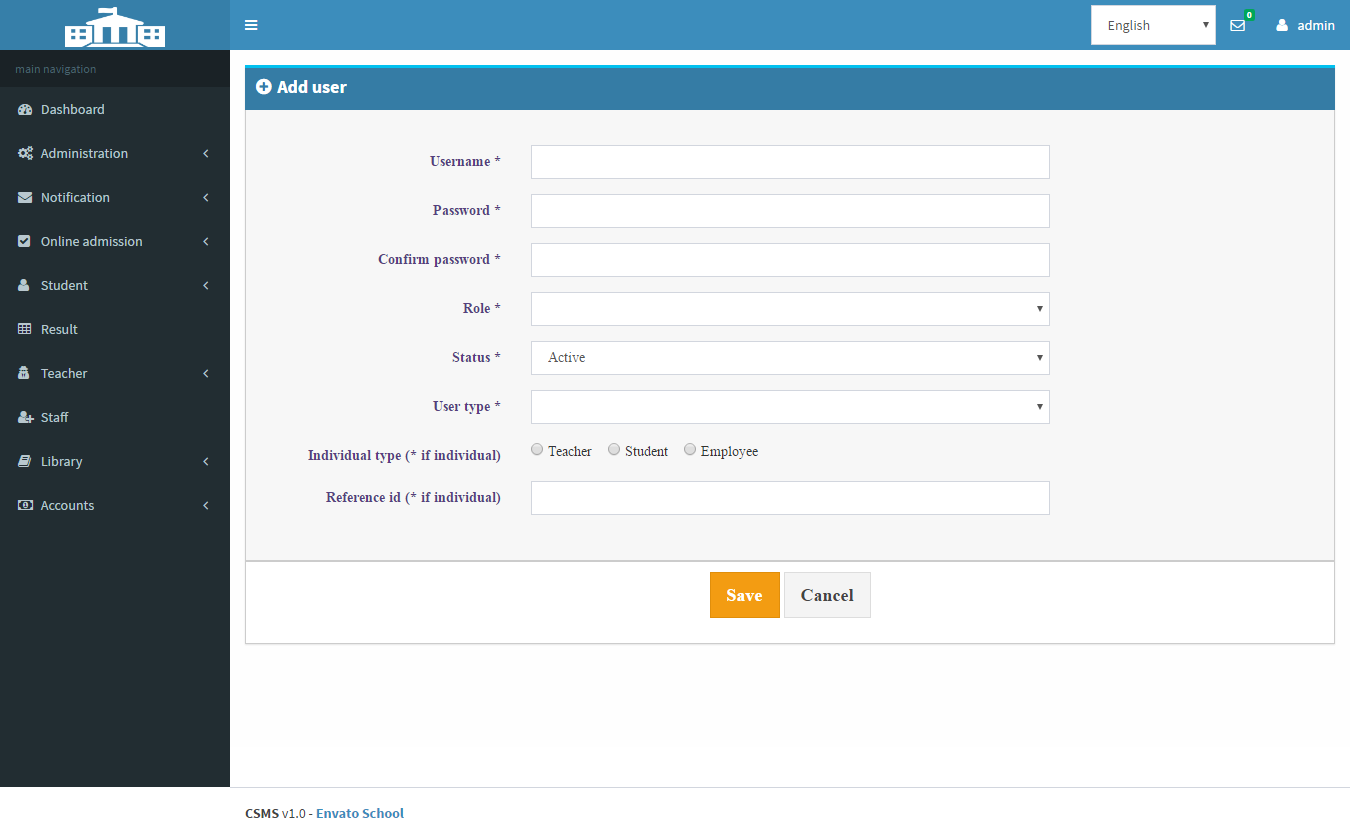 English
0
admin
main navigation
Dashboard
Administration
Notification
Online admission
Student
Result
Teacher
Staff
Library
Accounts
Add user
Username *
Password *
Confirm password *
Role *
Status * Active
User type *
Individual type (* if individual) Teacher Student Employee
Reference id (* if individual)
Save Cancel
CSMS v1.0 - Envato School